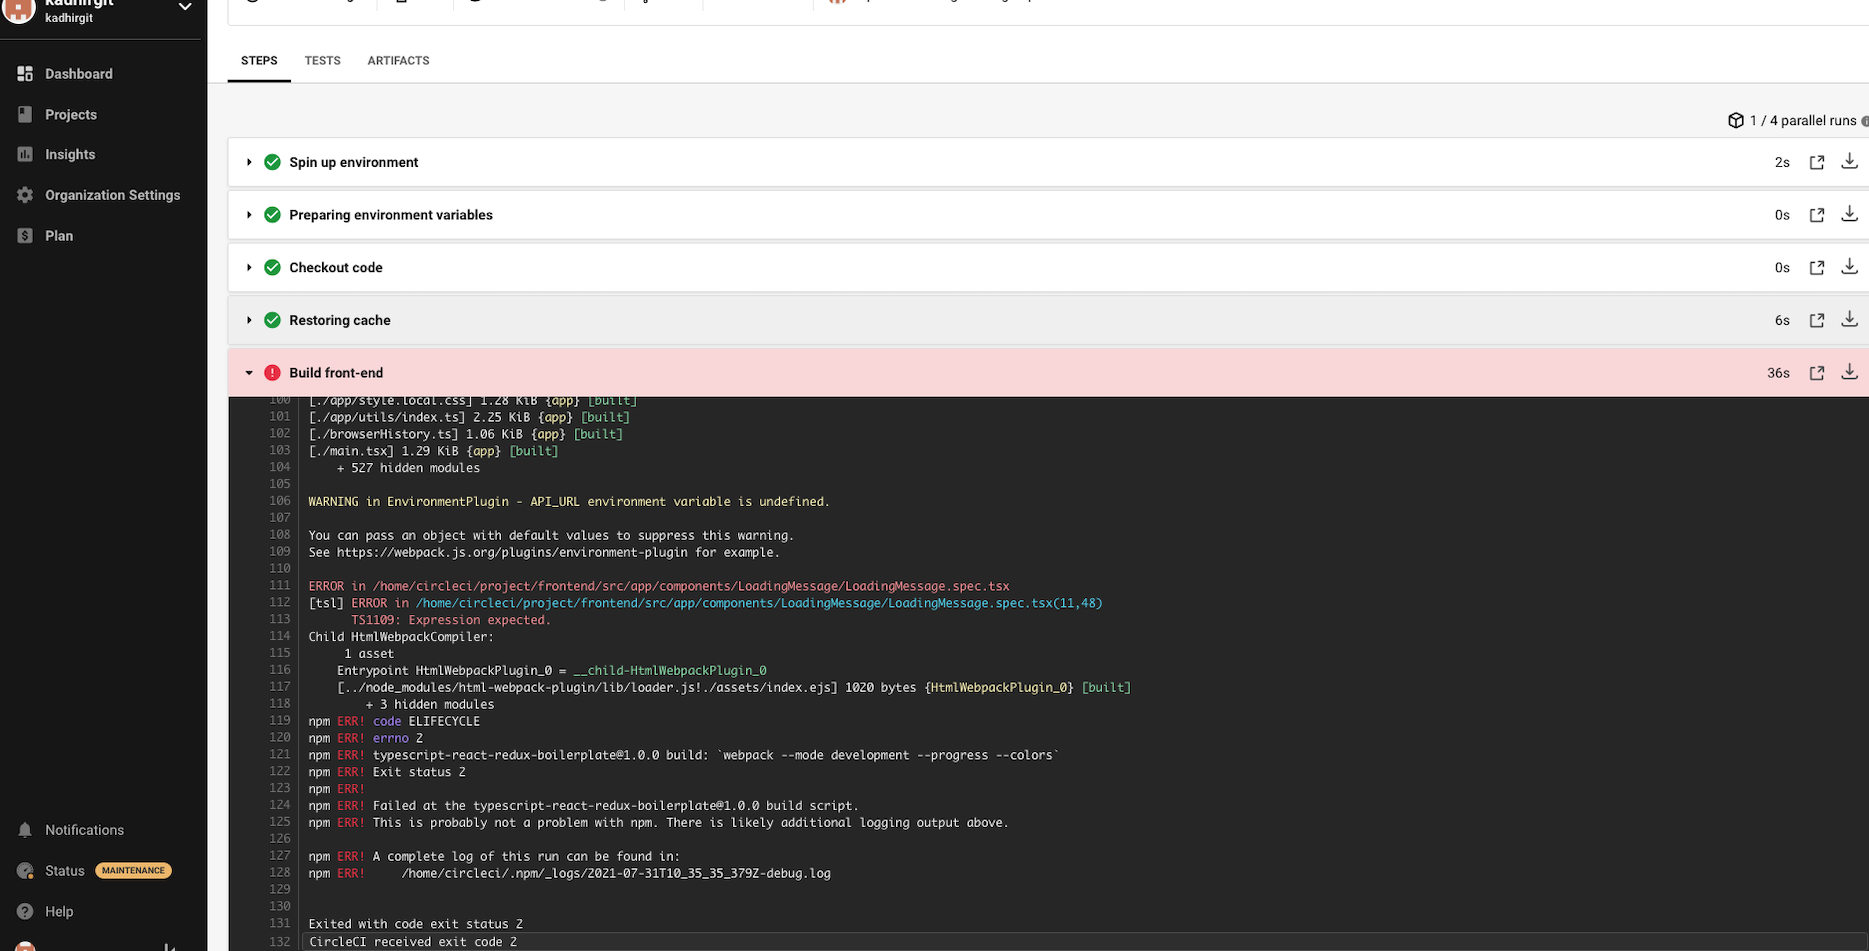 kadhirgit
kadhirgit
Dashboard
Projects
Insights
Organization Settings
Plan
Notifications
Status MAINTENANCE
Help
STEPS TESTS ARTIFACTS
1 / 4 parallel runs
Spin up environment 2s
Preparing environment variables 0s
Checkout code 0s
Restoring cache 6s
Build front-end 36s
100 [./app/style.local.css] 1.28 KiB {app} [built]
101 [./app/utils/index.ts] 2.25 KiB {app} [built]
102 [./browserHistory.ts] 1.06 KiB {app} [built]
103 [./main.tsx] 1.29 KiB {app} [built]
104 + 527 hidden modules
105
106 WARNING in EnvironmentPlugin - API_URL environment variable is undefined.
107
108 You can pass an object with default values to suppress this warning.
109 See https://webpack.js.org/plugins/environment-plugin for example.
110
111 ERROR in /home/circleci/project/frontend/src/app/components/LoadingMessage/LoadingMessage.spec.tsx
112 [tsl] ERROR in /home/circleci/project/frontend/src/app/components/LoadingMessage/LoadingMessage.spec.tsx(11,48)
113 TS1109: Expression expected.
114 Child HtmlWebpackCompiler:
115 1 asset
116 Entrypoint HtmlWebpackPlugin_0 = __child-HtmlWebpackPlugin_0
117 [../node_modules/html-webpack-plugin/lib/loader.js!./assets/index.ejs] 1020 bytes {HtmlWebpackPlugin_0} [built]
118 + 3 hidden modules
119 npm ERR! code ELIFECYCLE
120 npm ERR! errno 2
121 npm ERR! typescript-react-redux-boilerplate@1.0.0 build: `webpack --mode development --progress --colors`
122 npm ERR! Exit status 2
123 npm ERR!
124 npm ERR! Failed at the typescript-react-redux-boilerplate@1.0.0 build script.
125 npm ERR! This is probably not a problem with npm. There is likely additional logging output above.
126
127 npm ERR! A complete log of this run can be found in:
128 npm ERR! /home/circleci/.npm/_logs/2021-07-31T10_35_35_379Z-debug.log
129
130
131 Exited with code exit status 2
132 CircleCI received exit code 2